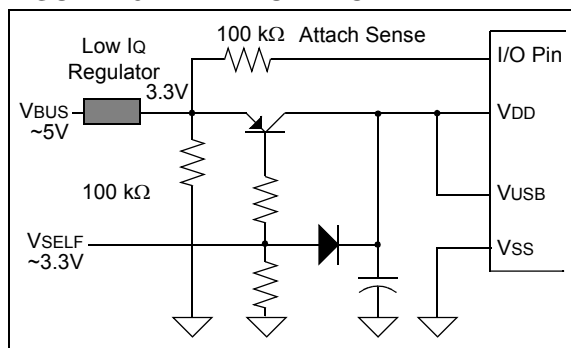 100 kΩ Attach Sense
Low IQ
Regulator
I/O Pin
3.3V
VBUS
~5V
VDD
100 kΩ
VUSB
VSELF
~3.3V
VSS